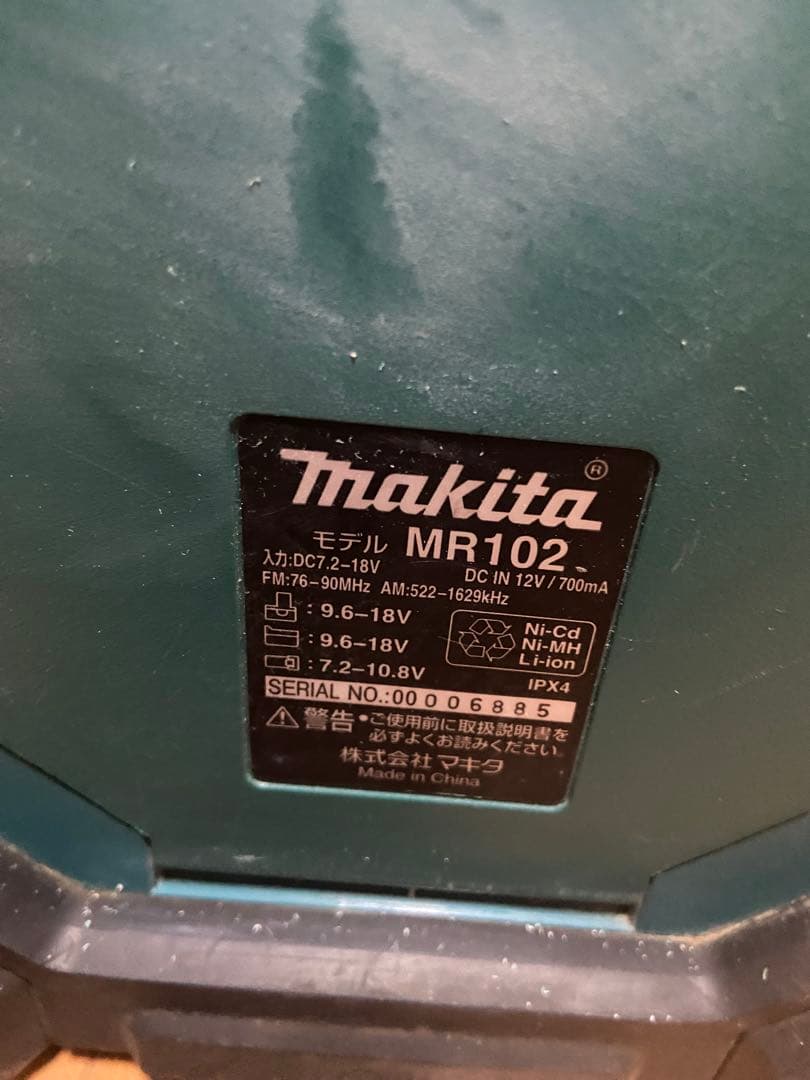 makita ®
モデル MR102
入力:DC7.2-18V DC IN 12V/700mA
FM:76-90MHz AM:522-1629kHz
: 9.6-18V
: 9.6-18V
: 7.2-10.8V
Ni-Cd
Ni-MH
Li-ion
IPX4
SERIAL NO.:00006885
警告 •ご使用前に取扱説明書を
必ずよくお読みください。
株式会社 マキタ
Made in China